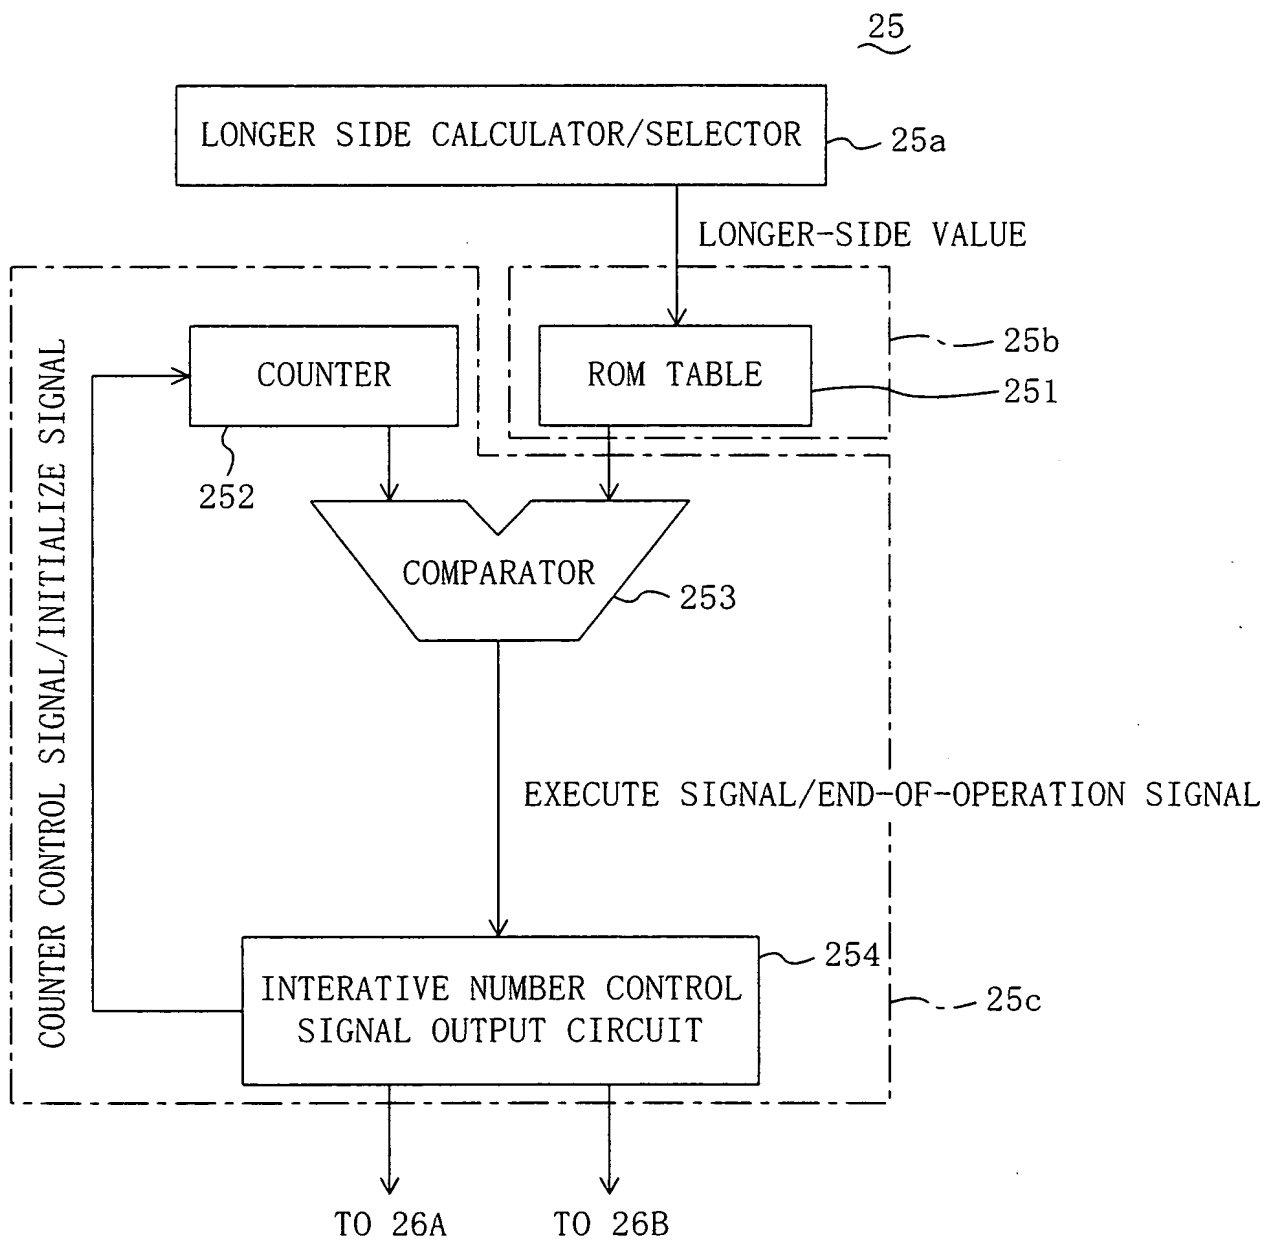 25
LONGER SIDE CALCULATOR/SELECTOR
25a
LONGER-SIDE VALUE
COUNTER
ROM TABLE
25b
251
252
COUNTER CONTROL SIGNAL/INITIALIZE SIGNAL
COMPARATOR
253
EXECUTE SIGNAL/END-OF-OPERATION SIGNAL
254
INTERATIVE NUMBER CONTROL
SIGNAL OUTPUT CIRCUIT
25c
TO 26A
TO 26B